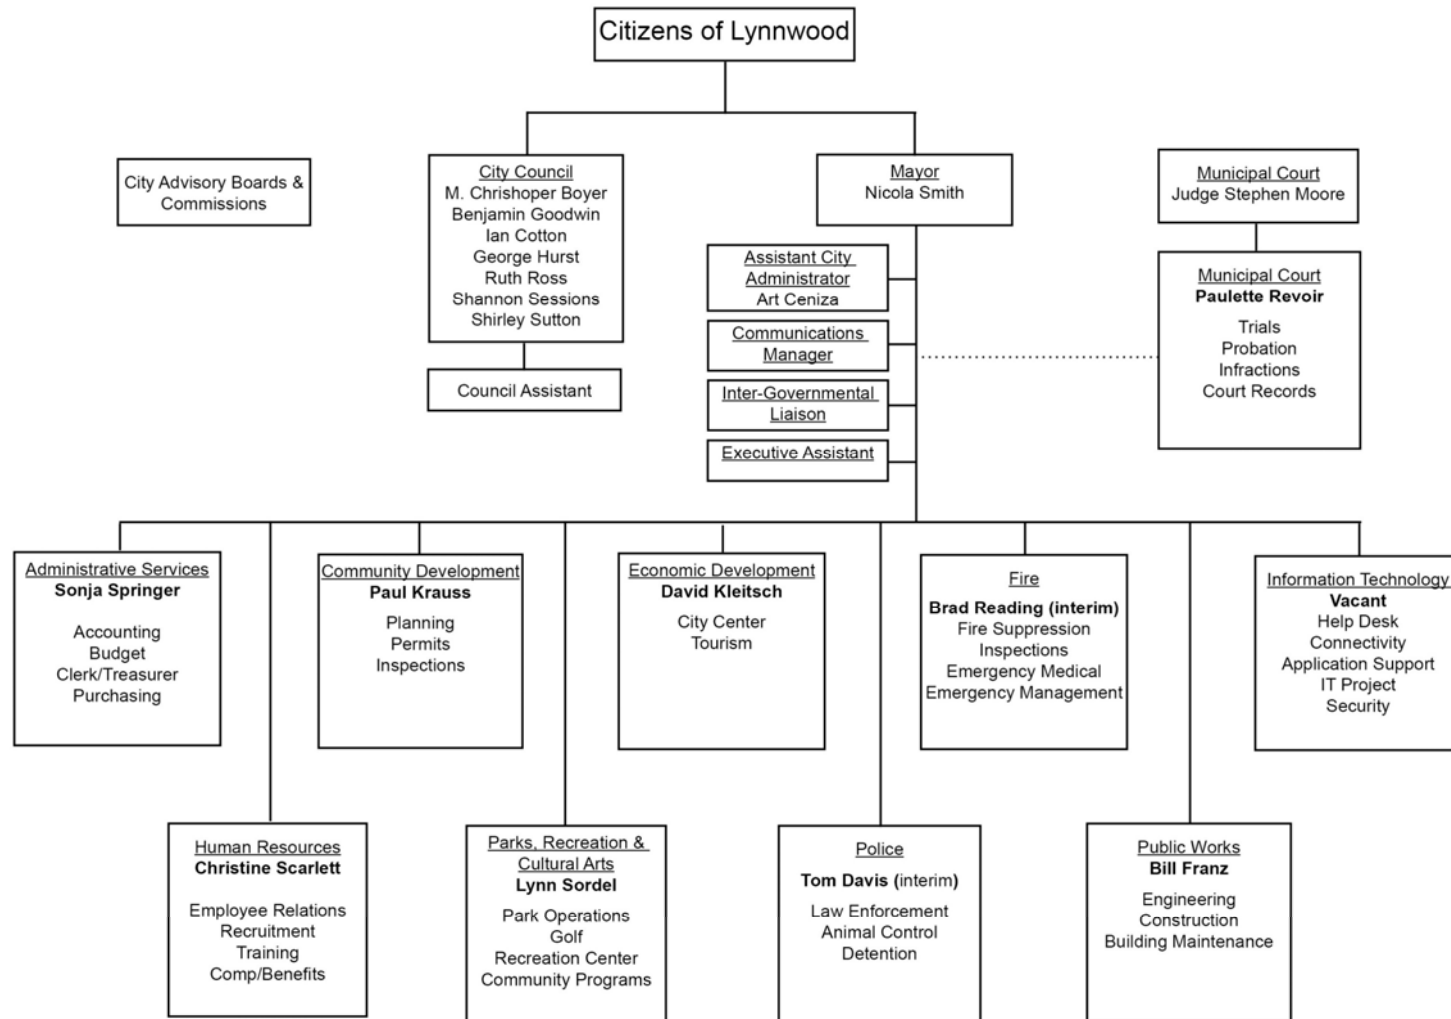 Citizens of Lynnwood
City Advisory Boards &
Commissions
City Council
M. Chrishoper Boyer
Benjamin Goodwin
Ian Cotton
George Hurst
Ruth Ross
Shannon Sessions
Shirley Sutton
Council Assistant
Mayor
Nicola Smith
Assistant City
Administrator
Art Ceniza
Communications
Manager
Inter-Governmental
Liaison
Executive Assistant
Municipal Court
Judge Stephen Moore
Municipal Court
Paulette Revoir
Trials
Probation
Infractions
Court Records
Administrative Services
Sonja Springer
Accounting
Budget
Clerk/Treasurer
Purchasing
Community Development
Paul Krauss
Planning
Permits
Inspections
Economic Development
David Kleitsch
City Center
Tourism
Fire
Brad Reading (interim)
Fire Suppression
Inspections
Emergency Medical
Emergency Management
Information Technology
Vacant
Help Desk
Connectivity
Application Support
IT Project
Security
Human Resources
Christine Scarlett
Employee Relations
Recruitment
Training
Comp/Benefits
Parks, Recreation &
Cultural Arts
Lynn Sordel
Park Operations
Golf
Recreation Center
Community Programs
Police
Tom Davis (interim)
Law Enforcement
Animal Control
Detention
Public Works
Bill Franz
Engineering
Construction
Building Maintenance